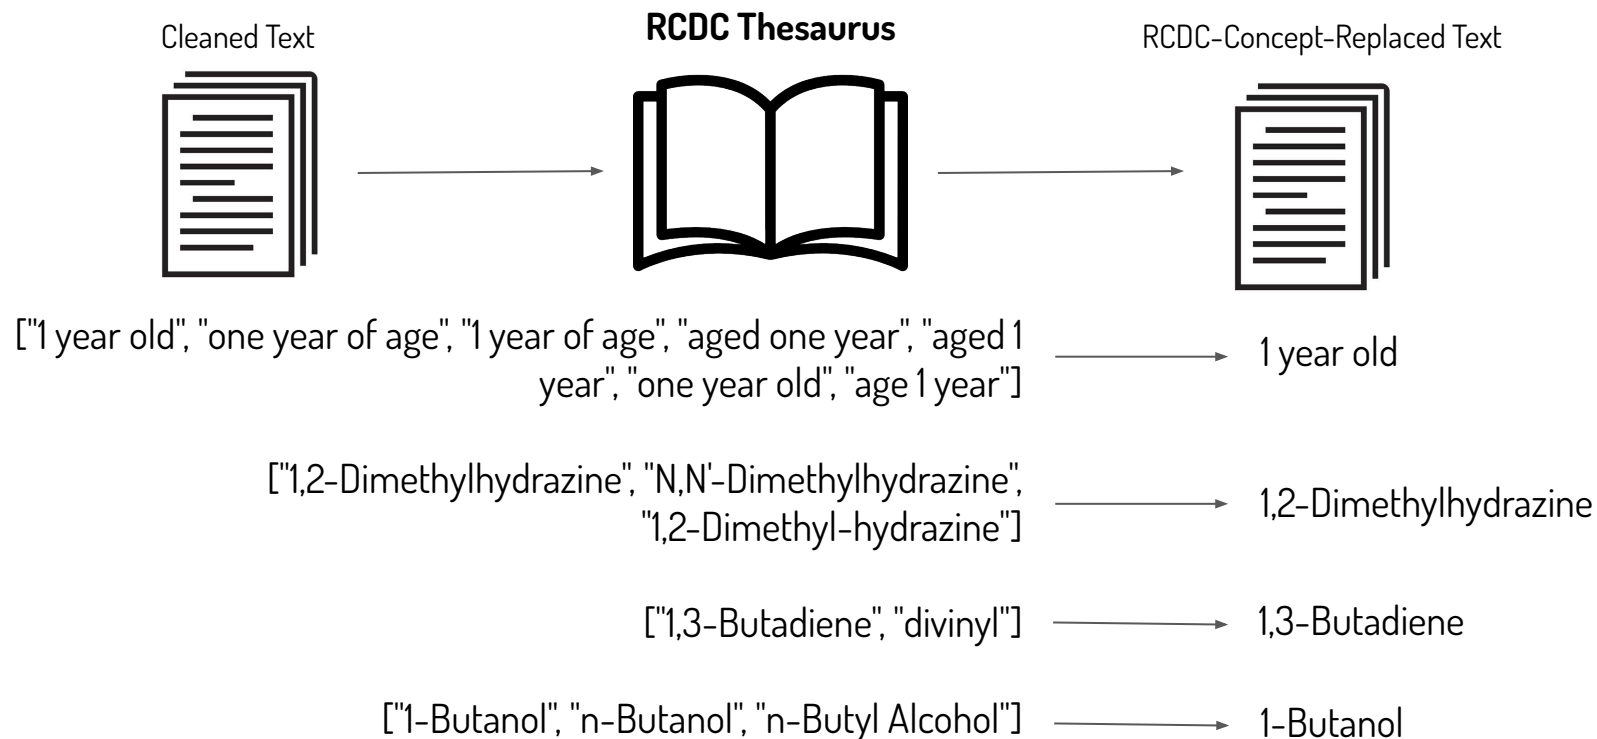 Cleaned Text
RCDC Thesaurus
RCDC-Concept-Replaced Text
["1 year old", "one year of age", "1 year of age", "aged one year", "aged 1
year", "one year old", "age 1 year"]
1 year old
["1,2-Dimethylhydrazine", "N,N'-Dimethylhydrazine",
"1,2-Dimethyl-hydrazine"]
1,2-Dimethylhydrazine
["1,3-Butadiene", "divinyl"]
1,3-Butadiene
["1-Butanol", "n-Butanol", "n-Butyl Alcohol"]
1-Butanol